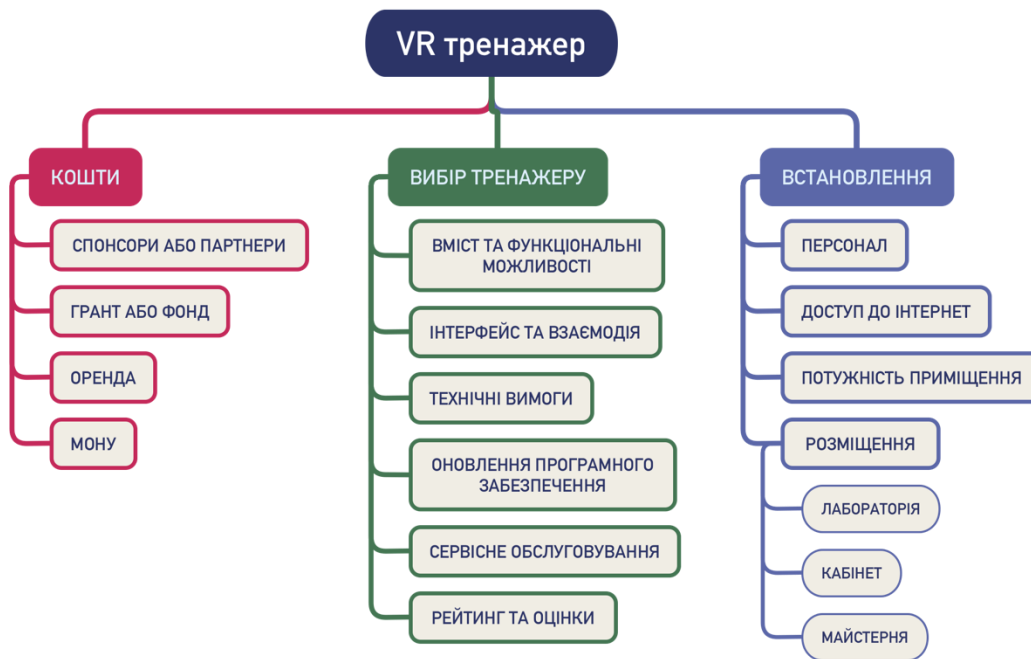 VR тренажер
КОШТИ
СПОНСОРИ АБО ПАРТНЕРИ
ГРАНТ АБО ФОНД
ОРЕНДА
МОНУ
ВИБІР ТРЕНАЖЕРУ
ВМІСТ ТА ФУНКЦІОНАЛЬНІ
МОЖЛИВОСТІ
ІНТЕРФЕЙС ТА ВЗАЄМОДІЯ
ТЕХНІЧНІ ВИМОГИ
ОНОВЛЕННЯ ПРОГРАМНОГО
ЗАБЕЗПЕЧЕННЯ
СЕРВІСНЕ ОБСЛУГОВУВАННЯ
РЕЙТИНГ ТА ОЦІНКИ
ВСТАНОВЛЕННЯ
ПЕРСОНАЛ
ДОСТУП ДО ІНТЕРНЕТ
ПОТУЖНІСТЬ ПРИМІЩЕННЯ
РОЗМІЩЕННЯ
ЛАБОРАТОРІЯ
КАБІНЕТ
МАЙСТЕРНЯ